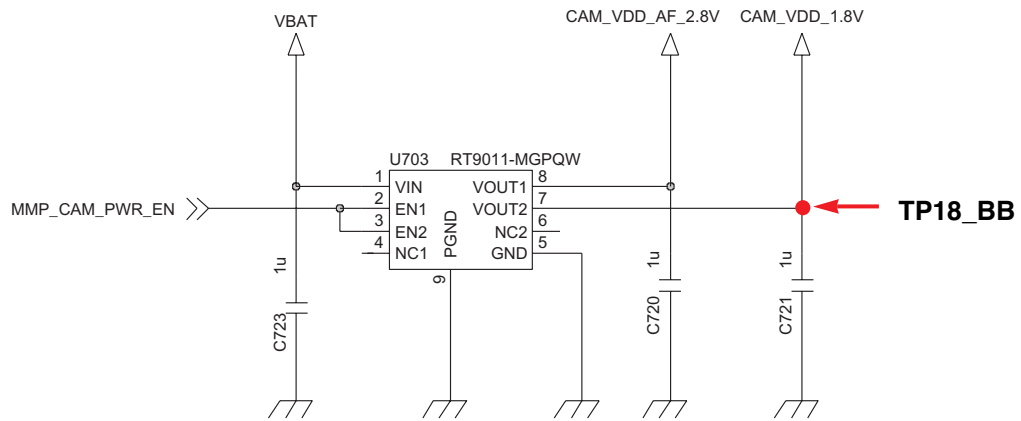 VBAT
CAM_VDD_AF_2.8V
CAM_VDD_1.8V
U703
RT9011-MGPQW
1
VIN
VOUT1
8
MMP_CAM_PWR_EN
2
EN1
VOUT2
7
TP18_BB
3
EN2
NC2
6
4
NC1
GND
5
PGND
9
1u
C723
1u
C720
1u
C721